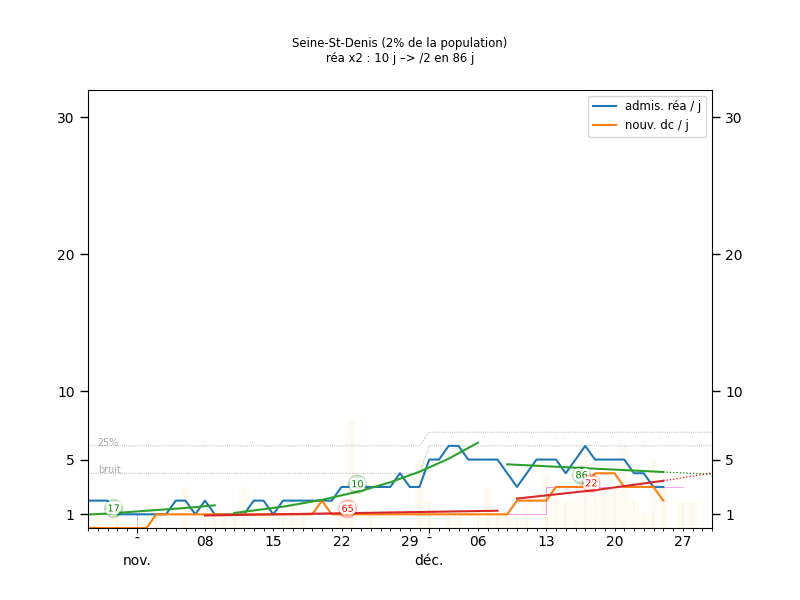 Seine-St-Denis (2% de la population)
réa x2 : 10 j –> /2 en 86 j
admis. réa / j
nouv. dc / j
30 30
20 20
10 10
25%
5 5
bruit
86
22
10
17
65
1 1
- 08 15 22 29 - 06 13 20 27
nov. déc.